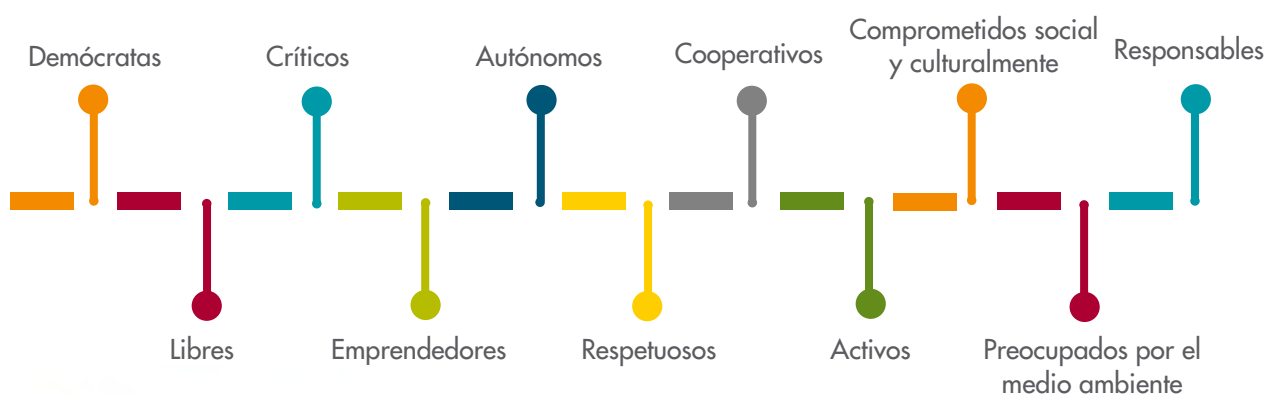 Demócratas
Críticos
Autónomos
Cooperativos
Comprometidos social
y culturalmente
Responsables
Libres
Emprendedores
Respetuosos
Activos
Preocupados por el
medio ambiente